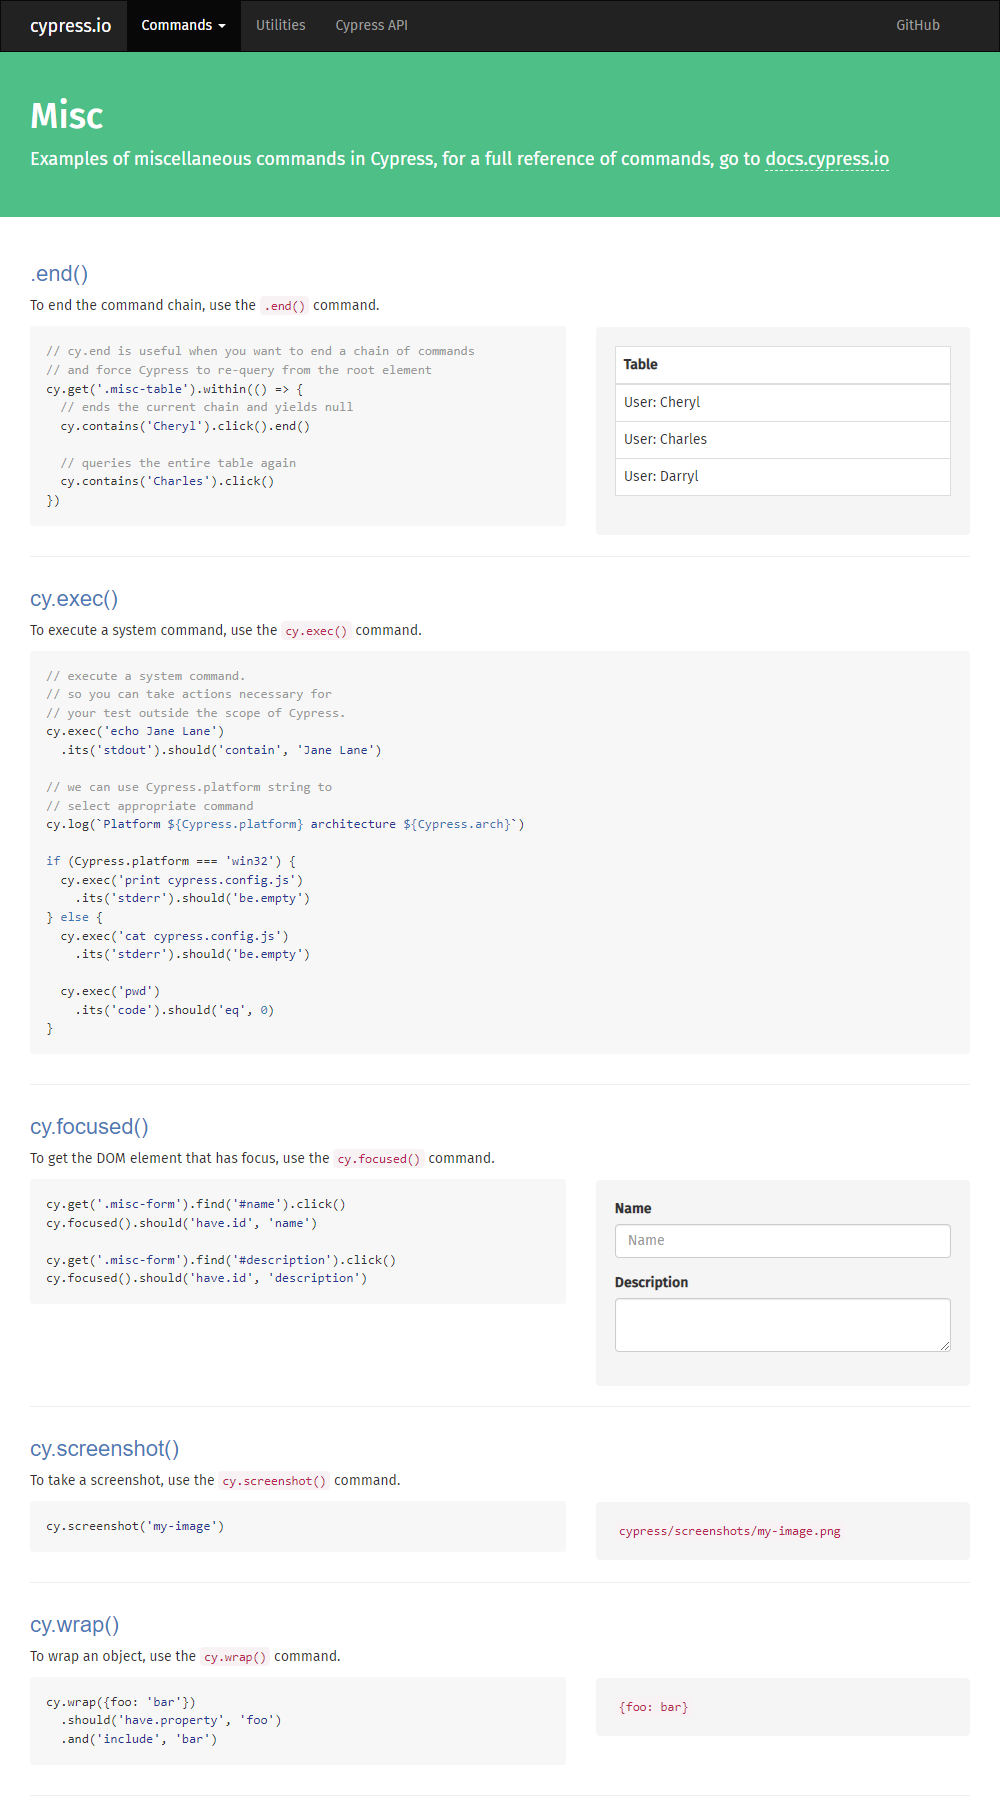 cypress.io Commands Utilities Cypress API GitHub
Misc
Examples of miscellaneous commands in Cypress, for a full reference of commands, go to docs.cypress.io
.end()
To end the command chain, use the .end() command.
// cy.end is useful when you want to end a chain of commands
// and force Cypress to re-query from the root element
cy.get('.misc-table').within(() => {
  // ends the current chain and yields null
  cy.contains('Cheryl').click().end()

  // queries the entire table again
  cy.contains('Charles').click()
})
Table
User: Cheryl
User: Charles
User: Darryl
cy.exec()
To execute a system command, use the cy.exec() command.
// execute a system command.
// so you can take actions necessary for
// your test outside the scope of Cypress.
cy.exec('echo Jane Lane')
  .its('stdout').should('contain', 'Jane Lane')

// we can use Cypress.platform string to
// select appropriate command
cy.log(`Platform ${Cypress.platform} architecture ${Cypress.arch}`)

if (Cypress.platform === 'win32') {
  cy.exec('print cypress.config.js')
    .its('stderr').should('be.empty')
} else {
  cy.exec('cat cypress.config.js')
    .its('stderr').should('be.empty')

  cy.exec('pwd')
    .its('code').should('eq', 0)
}
cy.focused()
To get the DOM element that has focus, use the cy.focused() command.
cy.get('.misc-form').find('#name').click()
cy.focused().should('have.id', 'name')

cy.get('.misc-form').find('#description').click()
cy.focused().should('have.id', 'description')
Name
Name
Description
cy.screenshot()
To take a screenshot, use the cy.screenshot() command.
cy.screenshot('my-image')
cypress/screenshots/my-image.png
cy.wrap()
To wrap an object, use the cy.wrap() command.
cy.wrap({foo: 'bar'})
  .should('have.property', 'foo')
  .and('include', 'bar')
{foo: bar}